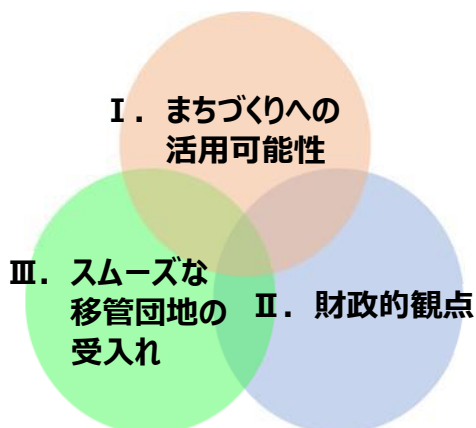 Ⅰ．まちづくりへの
活用可能性
Ⅱ．財政的観点
Ⅲ．スムーズな
移管団地の
受入れ